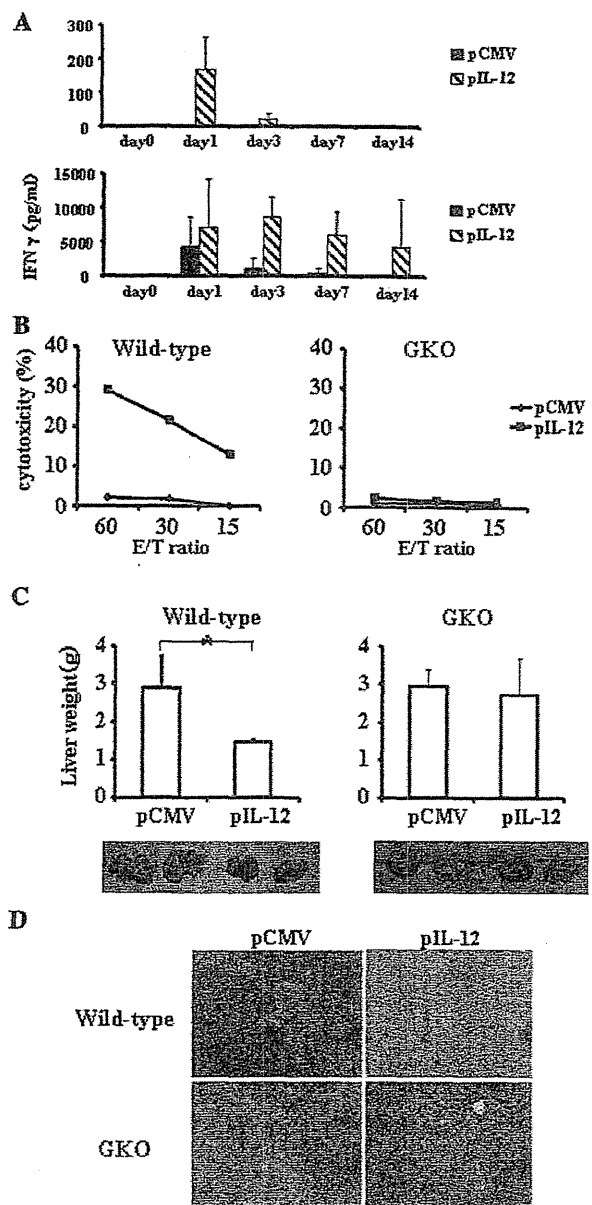 A
300
200
100
0
day0 day1 day3 day7 day14
pCMV
pIL-12
IFN γ (pg/ml)
15000
10000
5000
0
day0 day1 day3 day7 day14
pCMV
pIL-12
B
Wild-type
GKO
cytotoxicity (%)
40
30
20
10
0
60 30 15
E/T ratio
40
30
20
10
0
60 30 15
E/T ratio
pCMV
pIL-12
C
Wild-type
GKO
Liver weight(g)
4
3
2
1
0
pCMV pIL-12
4
3
2
1
0
pCMV pIL-12
D
pCMV pIL-12
Wild-type
GKO